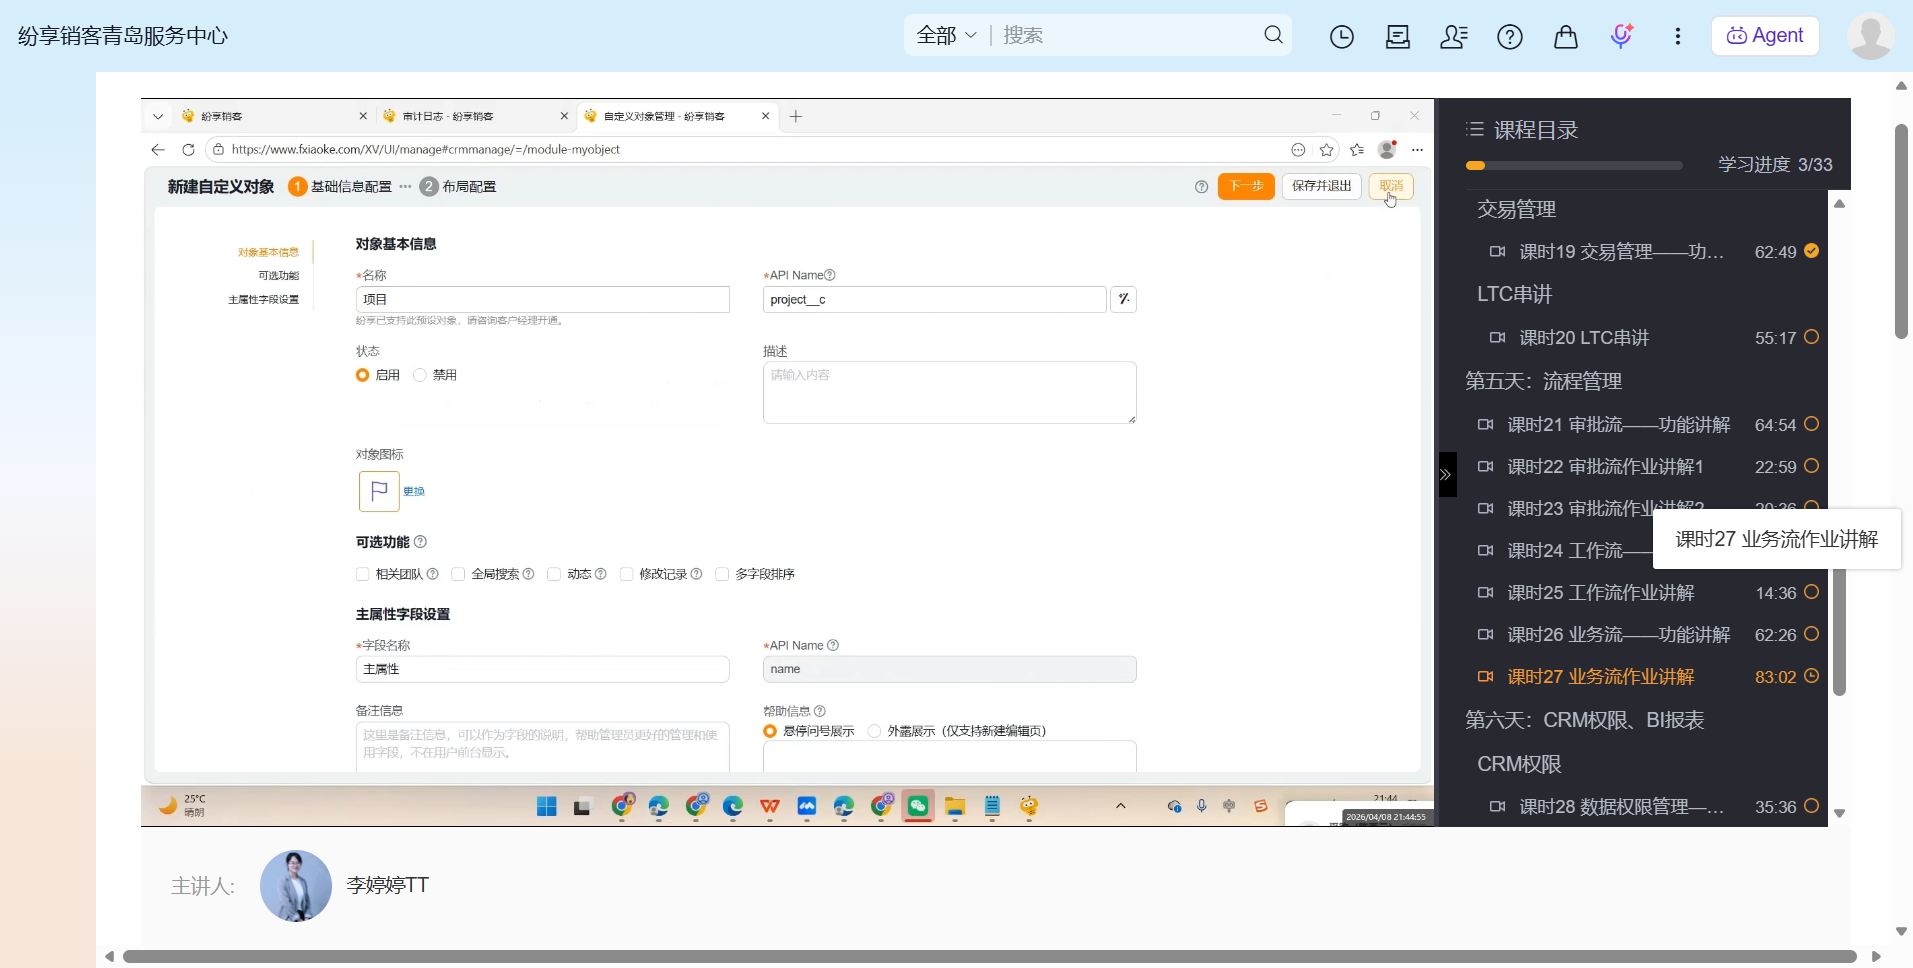 纷享销客青岛服务中心
全部
搜索
Agent
纷享销客
审计日志 - 纷享销客
自定义对象管理 - 纷享销客
https://www.fxiaoke.com/XV/UI/manage#crmmanage/=/module-myobject
新建自定义对象
1 基础信息配置 ··· 2 布局配置
下一步
保存并退出
取消
对象基本信息
可选功能
主属性字段设置
对象基本信息
*名称
*API Name
项目
project__c
纷享已支持此预设对象，请咨询客户经理开通。
状态
描述
启用
禁用
请输入内容
对象图标
更换
可选功能
相关团队
全局搜索
动态
修改记录
多字段排序
主属性字段设置
*字段名称
*API Name
主属性
name
备注信息
帮助信息
悬停问号展示
外露展示（仅支持新建编辑页）
这里是备注信息，可以作为字段的说明，帮助管理员更好的管理和使
用字段，不在用户前台显示。
25°C
晴朗
21:44
2026/04/08 21:44:55
课程目录
学习进度 3/33
交易管理
课时19 交易管理——功… 62:49
LTC串讲
课时20 LTC串讲 55:17
第五天：流程管理
课时21 审批流——功能讲解 64:54
课时22 审批流作业讲解1 22:59
课时23 审批流作业讲解2 20:36
课时24 工作流——
课时27 业务流作业讲解
课时25 工作流作业讲解 14:36
课时26 业务流——功能讲解 62:26
课时27 业务流作业讲解 83:02
第六天：CRM权限、BI报表
CRM权限
课时28 数据权限管理—… 35:36
主讲人:
李婷婷TT